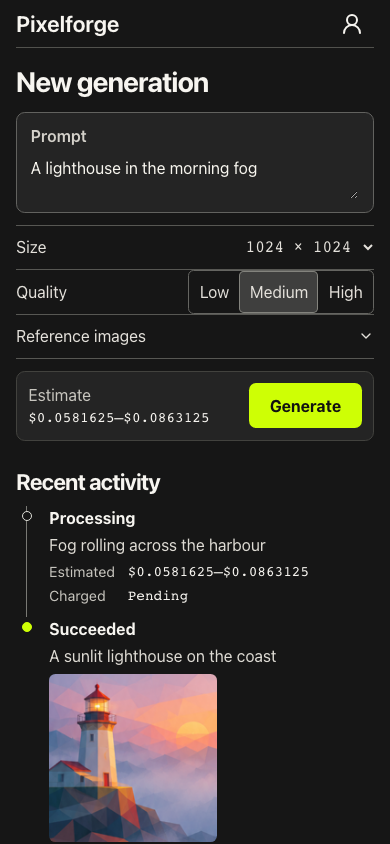 Pixelforge
New generation
Prompt
A lighthouse in the morning fog
Size 1024 × 1024
Quality Low Medium High
Reference images
Estimate
$0.0581625–$0.0863125
Generate
Recent activity
Processing
Fog rolling across the harbour
Estimated $0.0581625–$0.0863125
Charged Pending
Succeeded
A sunlit lighthouse on the coast